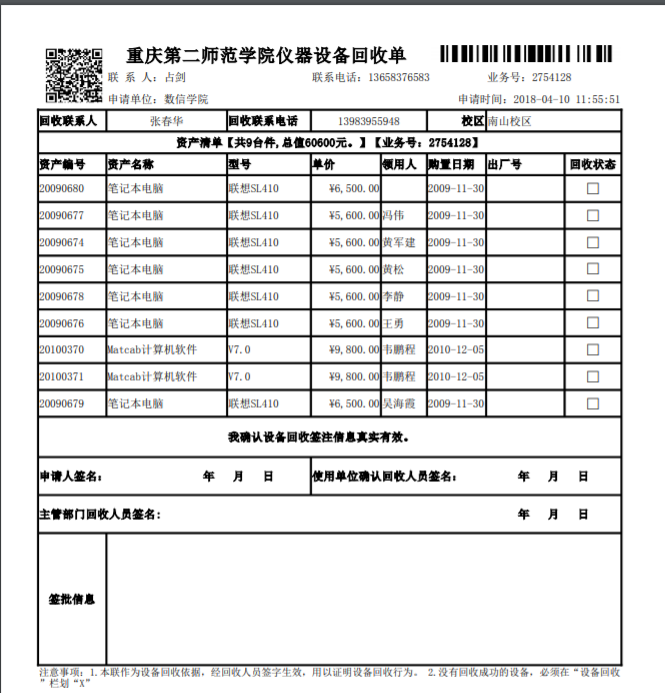 重庆第二师范学院仪器设备回收单
联 系 人：占剑 联系电话：13658376583 业务号：2754128
申请单位：数信学院 申请时间：2018-04-10 11:55:51
回收联系人 张春华 回收联系电话 13983955948 校区 南山校区
资产清单【共9台件,总值60600元。】【业务号：2754128】
资产编号 资产名称 型号 单价 领用人 购置日期 出厂号 回收状态
20090680 笔记本电脑 联想SL410 ¥6,500.00 2009-11-30 □
20090677 笔记本电脑 联想SL410 ¥5,600.00 冯伟 2009-11-30 □
20090674 笔记本电脑 联想SL410 ¥5,600.00 黄军建 2009-11-30 □
20090675 笔记本电脑 联想SL410 ¥5,600.00 黄松 2009-11-30 □
20090678 笔记本电脑 联想SL410 ¥5,600.00 李静 2009-11-30 □
20090676 笔记本电脑 联想SL410 ¥5,600.00 王勇 2009-11-30 □
20100370 Matcab计算机软件 V7.0 ¥9,800.00 韦鹏程 2010-12-05 □
20100371 Matcab计算机软件 V7.0 ¥9,800.00 韦鹏程 2010-12-05 □
20090679 笔记本电脑 联想SL410 ¥6,500.00 吴海霞 2009-11-30 □
我确认设备回收签注信息真实有效。
申请人签名： 年 月 日 使用单位确认回收人员签名： 年 月 日
主管部门回收人员签名： 年 月 日
签批信息
注意事项：1.本联作为设备回收依据，经回收人员签字生效，用以证明设备回收行为。 2.没有回收成功的设备，必须在“设备回收
”栏划“X”